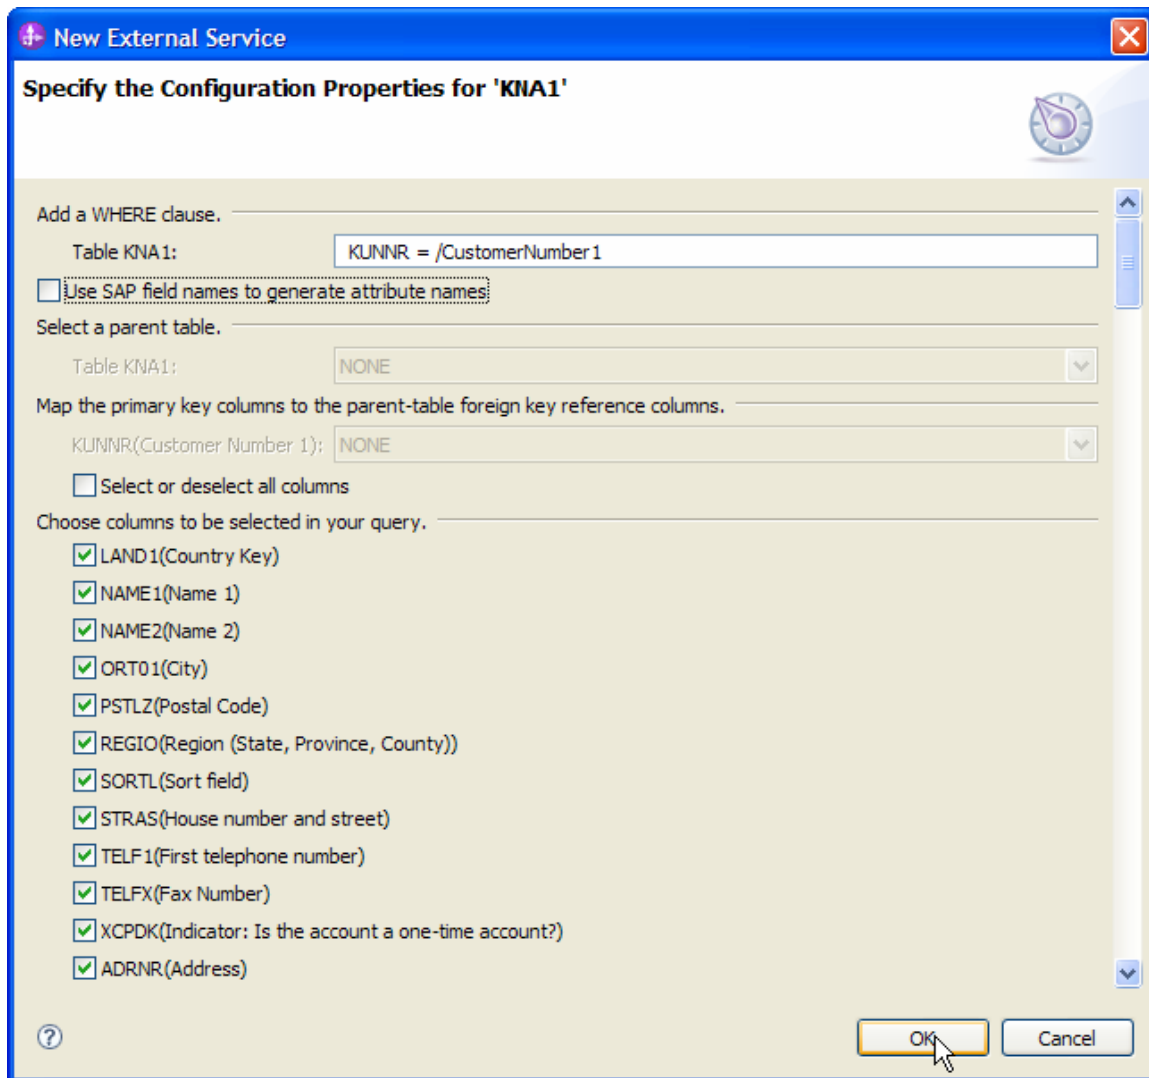 New External Service
Specify the Configuration Properties for 'KNA1'
Add a WHERE clause.
Table KNA1: KUNNR = /CustomerNumber1
Use SAP field names to generate attribute names
Select a parent table.
Table KNA1: NONE
Map the primary key columns to the parent-table foreign key reference columns.
KUNNR(Customer Number 1): NONE
Select or deselect all columns
Choose columns to be selected in your query.
LAND1(Country Key)
NAME1(Name 1)
NAME2(Name 2)
ORT01(City)
PSTLZ(Postal Code)
REGIO(Region (State, Province, County))
SORTL(Sort field)
STRAS(House number and street)
TELF1(First telephone number)
TELFX(Fax Number)
XCPDK(Indicator: Is the account a one-time account?)
ADRNR(Address)
? OK Cancel